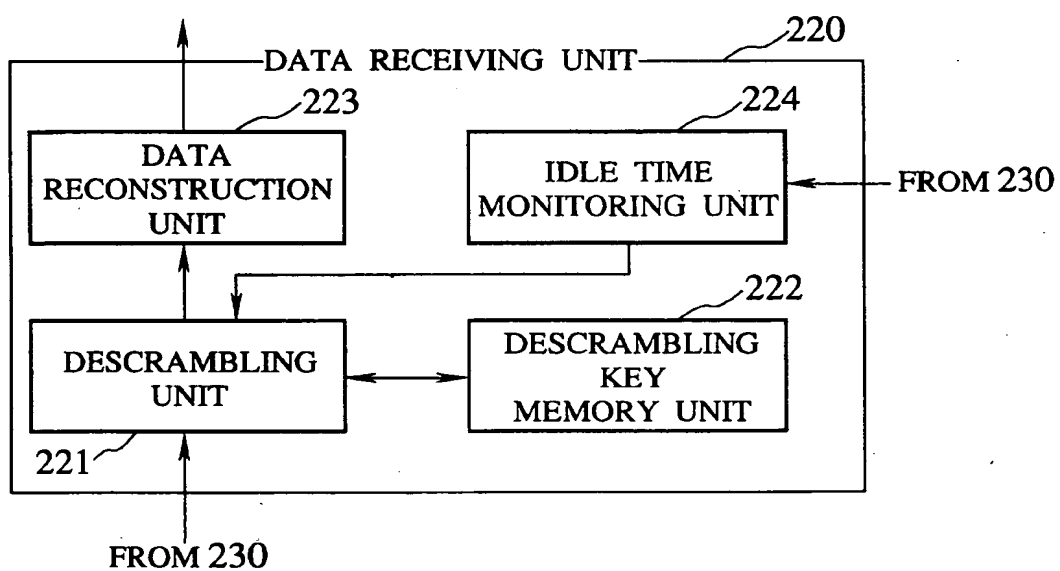 220
DATA RECEIVING UNIT
223
DATA
RECONSTRUCTION
UNIT
224
IDLE TIME
MONITORING UNIT
FROM 230
DESCRAMBLING
UNIT
221
222
DESCRAMBLING
KEY
MEMORY UNIT
FROM 230